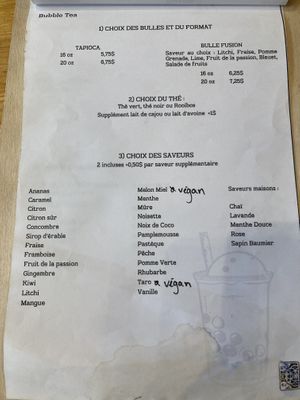 Bubble Tea
1) CHOIX DES BULLES ET DU FORMAT
TAPIOCA
16 oz 5,75$
20 oz 6,75$
BULLE FUSION
Saveur au choix : Litchi, Fraise, Pomme
Grenade, Lime, Fruit de la passion, Bleuet,
Salade de fruits
16 oz 6,25$
20 oz 7,25$
2) CHOIX DU THÉ :
Thé vert, thé noir ou Rooibos
Supplément lait de cajou ou lait d'avoine +1$
3) CHOIX DES SAVEURS
2 incluses +0,50$ par saveur supplémentaire
Ananas
Caramel
Citron
Citron sûr
Concombre
Sirop d'érable
Fraise
Framboise
Fruit de la passion
Gingembre
Kiwi
Litchi
Mangue
Melon Miel végan
Menthe
Mûre
Noisette
Noix de Coco
Pamplemousse
Pastèque
Pêche
Pomme Verte
Rhubarbe
Taro végan
Vanille
Saveurs maisons :
Chaï
Lavande
Menthe Douce
Rose
Sapin Baumier